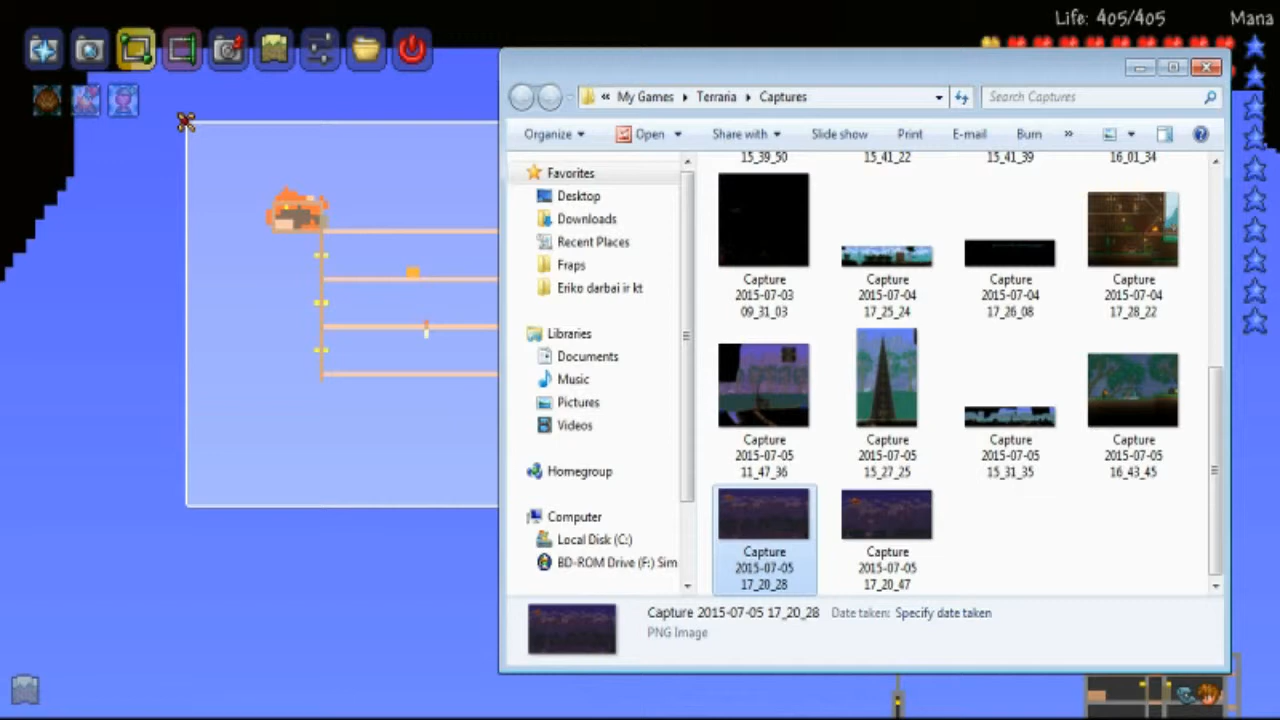 Life: 405/405
Mana
« My Games Terraria Captures
Search Captures
Organize
Open
Share with
Slide show
Print
E-mail
Burn
»
Favorites
Desktop
Downloads
Recent Places
Fraps
Eriko darbai ir kt
Libraries
Documents
Music
Pictures
Videos
Homegroup
Computer
Local Disk (C:)
BD-ROM Drive (F:) Sim
15_39_50
15_41_22
15_41_39
16_01_34
Capture
2015-07-03
09_31_03
Capture
2015-07-04
17_25_24
Capture
2015-07-04
17_26_08
Capture
2015-07-04
17_28_22
Capture
2015-07-05
11_47_36
Capture
2015-07-05
15_27_25
Capture
2015-07-05
15_31_35
Capture
2015-07-05
16_43_45
Capture
2015-07-05
17_20_28
Capture
2015-07-05
17_20_47
Capture 2015-07-05 17_20_28
Date taken: Specify date taken
PNG Image